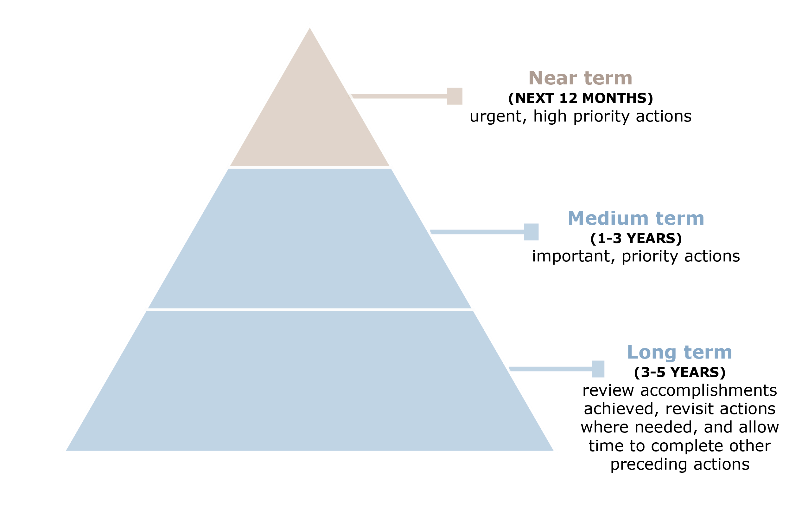 Near term
(NEXT 12 MONTHS)
urgent, high priority actions
Medium term
(1-3 YEARS)
important, priority actions
Long term
(3-5 YEARS)
review accomplishments
achieved, revisit actions
where needed, and allow
time to complete other
preceding actions